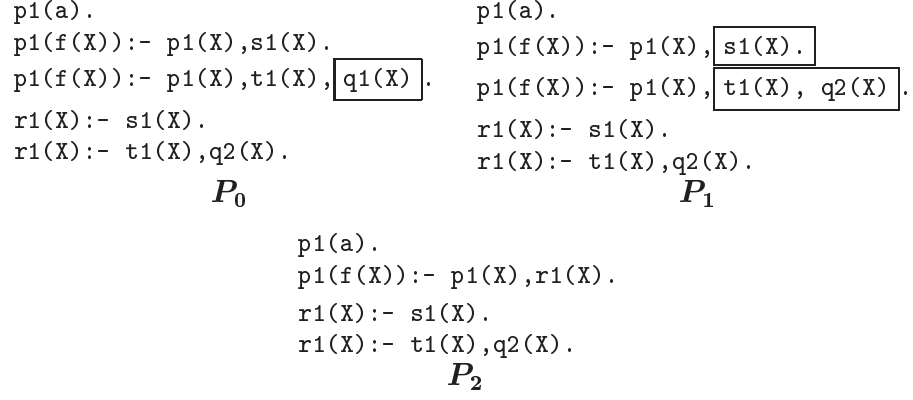 p1(a).
p1(f(X)):- p1(X),s1(X).
p1(f(X)):- p1(X),t1(X),q1(X).
r1(X):- s1(X).
r1(X):- t1(X),q2(X).
P0
p1(a).
p1(f(X)):- p1(X),s1(X).
p1(f(X)):- p1(X),t1(X), q2(X).
r1(X):- s1(X).
r1(X):- t1(X),q2(X).
P1
p1(a).
p1(f(X)):- p1(X),r1(X).
r1(X):- s1(X).
r1(X):- t1(X),q2(X).
P2